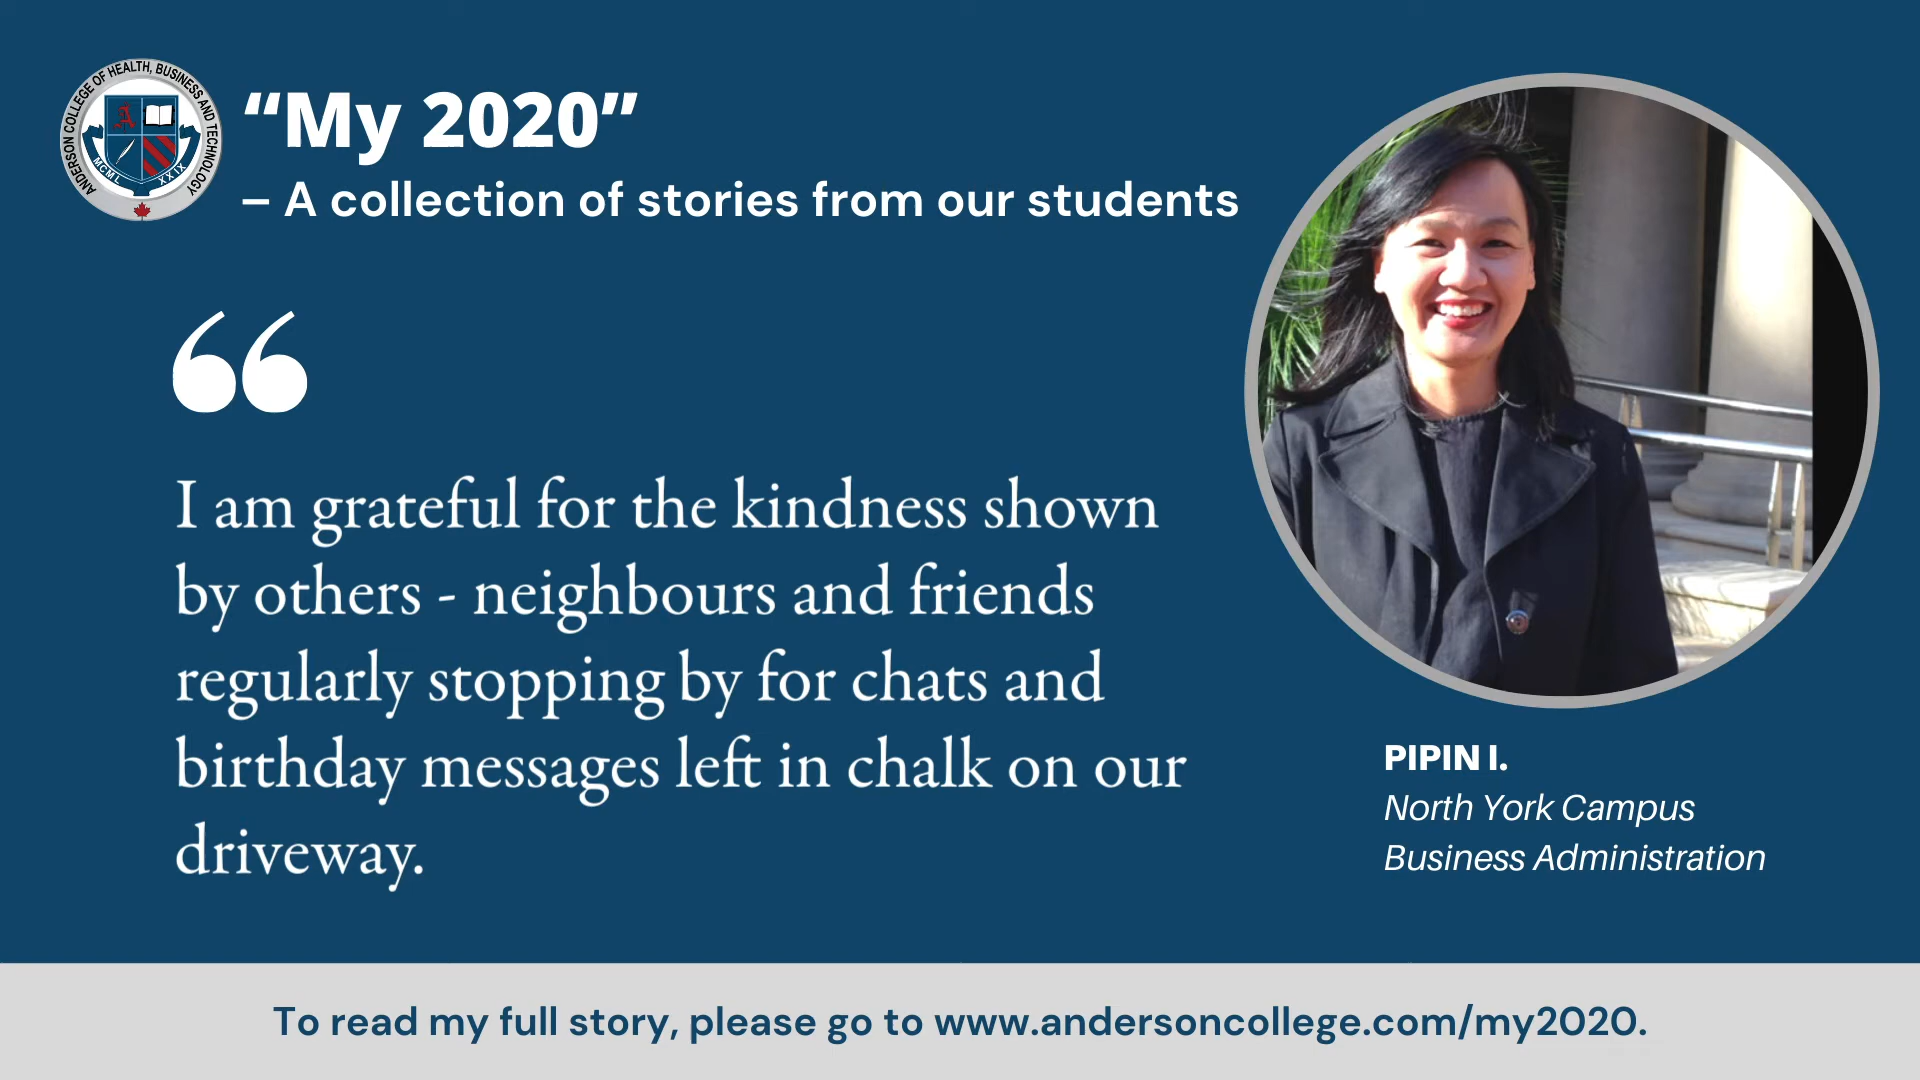 ANDERSON COLLEGE OF HEALTH, BUSINESS AND TECHNOLOGY
A
MCML XXIX
“My 2020”
– A collection of stories from our students
I am grateful for the kindness shown
by others - neighbours and friends
regularly stopping by for chats and
birthday messages left in chalk on our
driveway.
PIPIN I.
North York Campus
Business Administration
To read my full story, please go to www.andersoncollege.com/my2020.